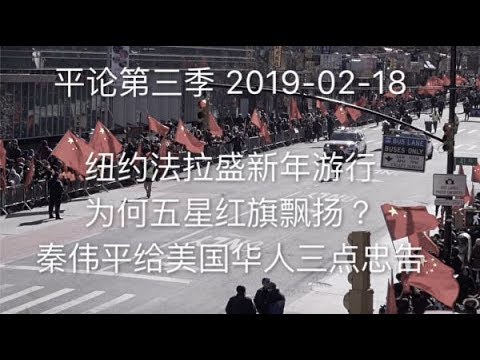 平论第三季 2019-02-18
BUS LANE
BUSES ONLY
纽约法拉盛新年游行
为何五星红旗飘扬？
秦伟平给美国华人三点忠告